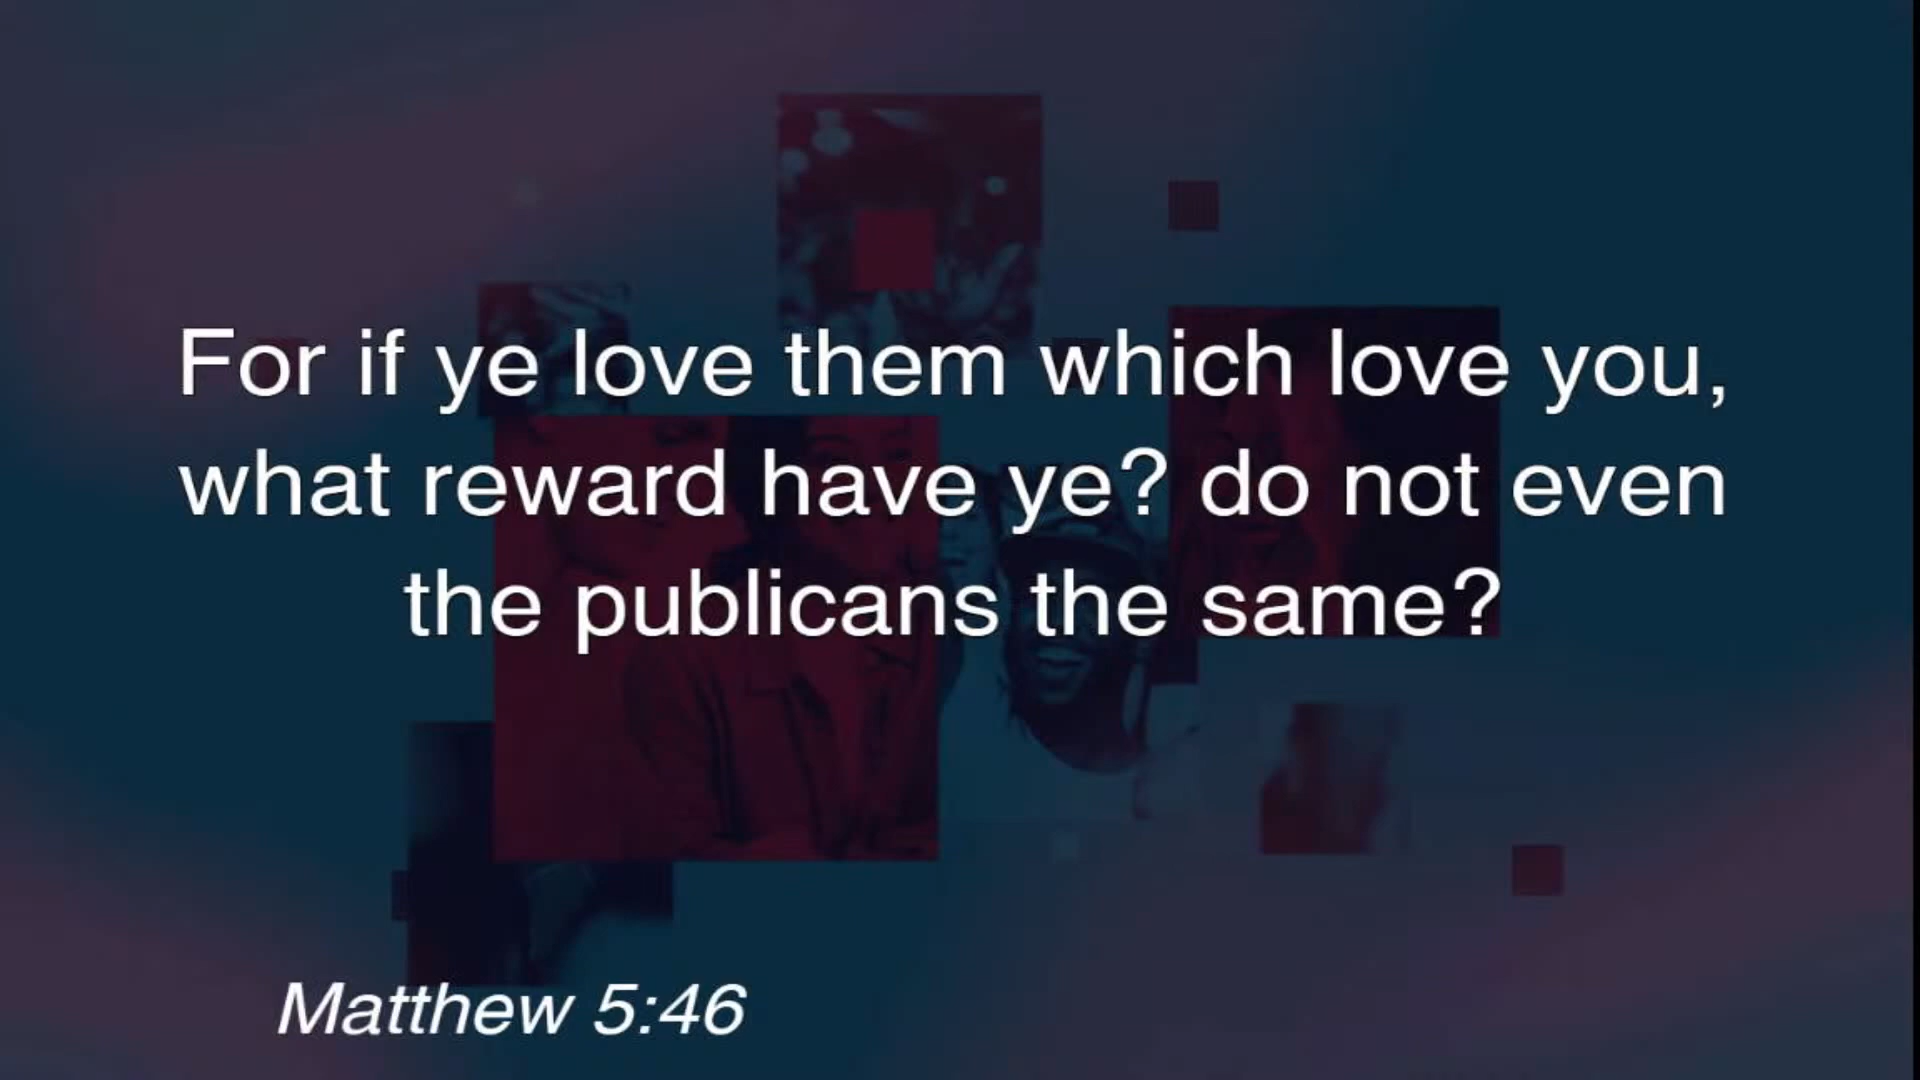 For if ye love them which love you,
what reward have ye? do not even
the publicans the same?
Matthew 5:46